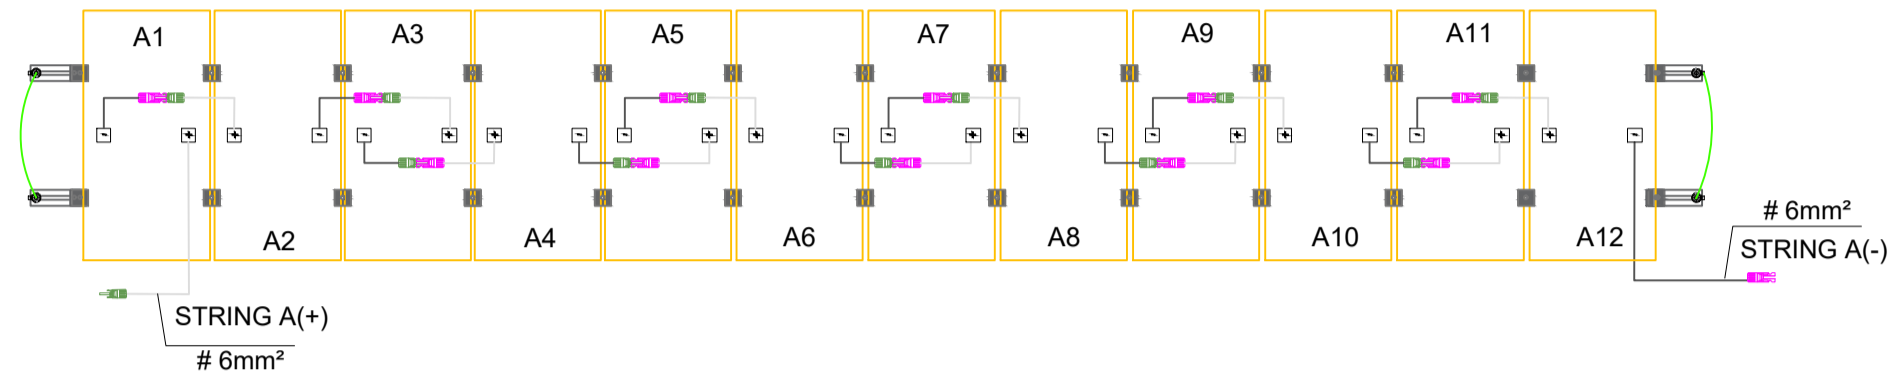 A1
A3
A5
A7
A9
A11
- + + - - + + - - + + - - + + - - + + - - + + -
A2
A4
A6
A8
A10
A12
# 6mm²
STRING A(-)
STRING A(+)
# 6mm²